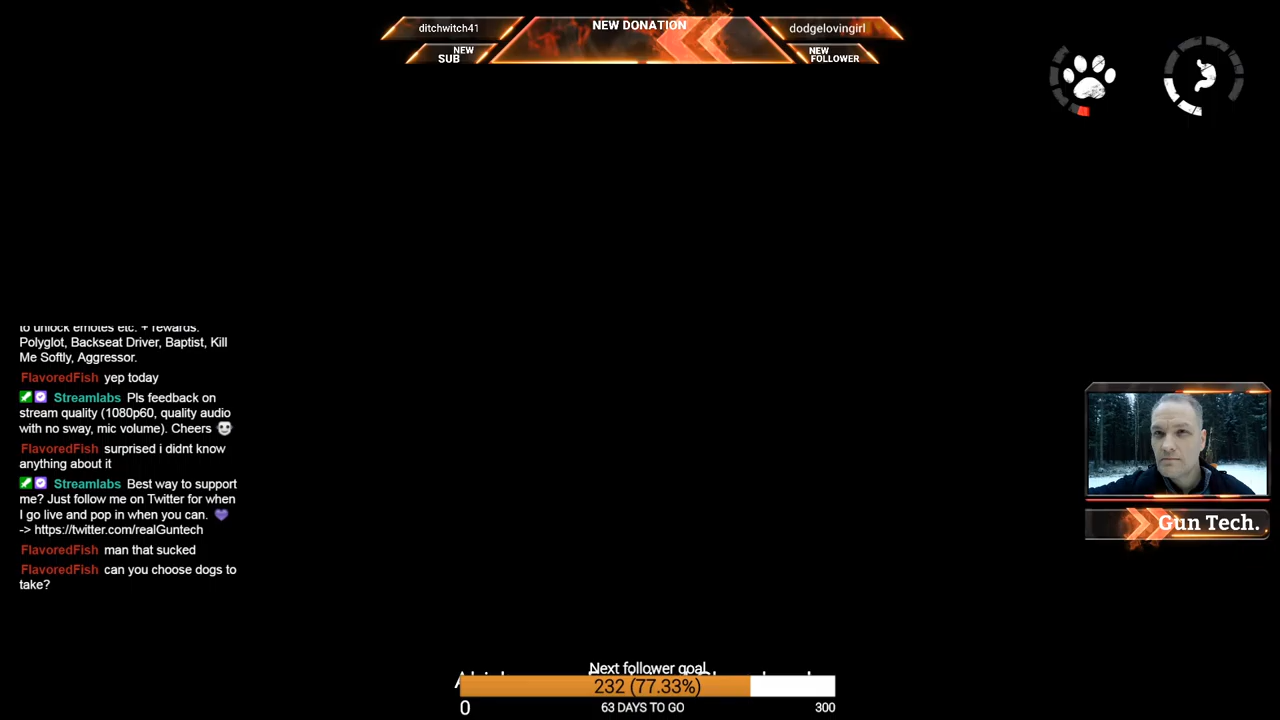 ditchwitch41
NEW DONATION
dodgelovingirl
NEW
SUB
NEW
FOLLOWER
to unlock emotes etc. + rewards:
Polyglot, Backseat Driver, Baptist, Kill
Me Softly, Aggressor.
FlavoredFish yep today
Streamlabs Pls feedback on
stream quality (1080p60, quality audio
with no sway, mic volume). Cheers
FlavoredFish surprised i didnt know
anything about it
Streamlabs Best way to support
me? Just follow me on Twitter for when
I go live and pop in when you can. 💜
-> https://twitter.com/realGuntech
FlavoredFish man that sucked
FlavoredFish can you choose dogs to
take?
Gun Tech.
Next follower goal
232 (77.33%)
0
63 DAYS TO GO
300